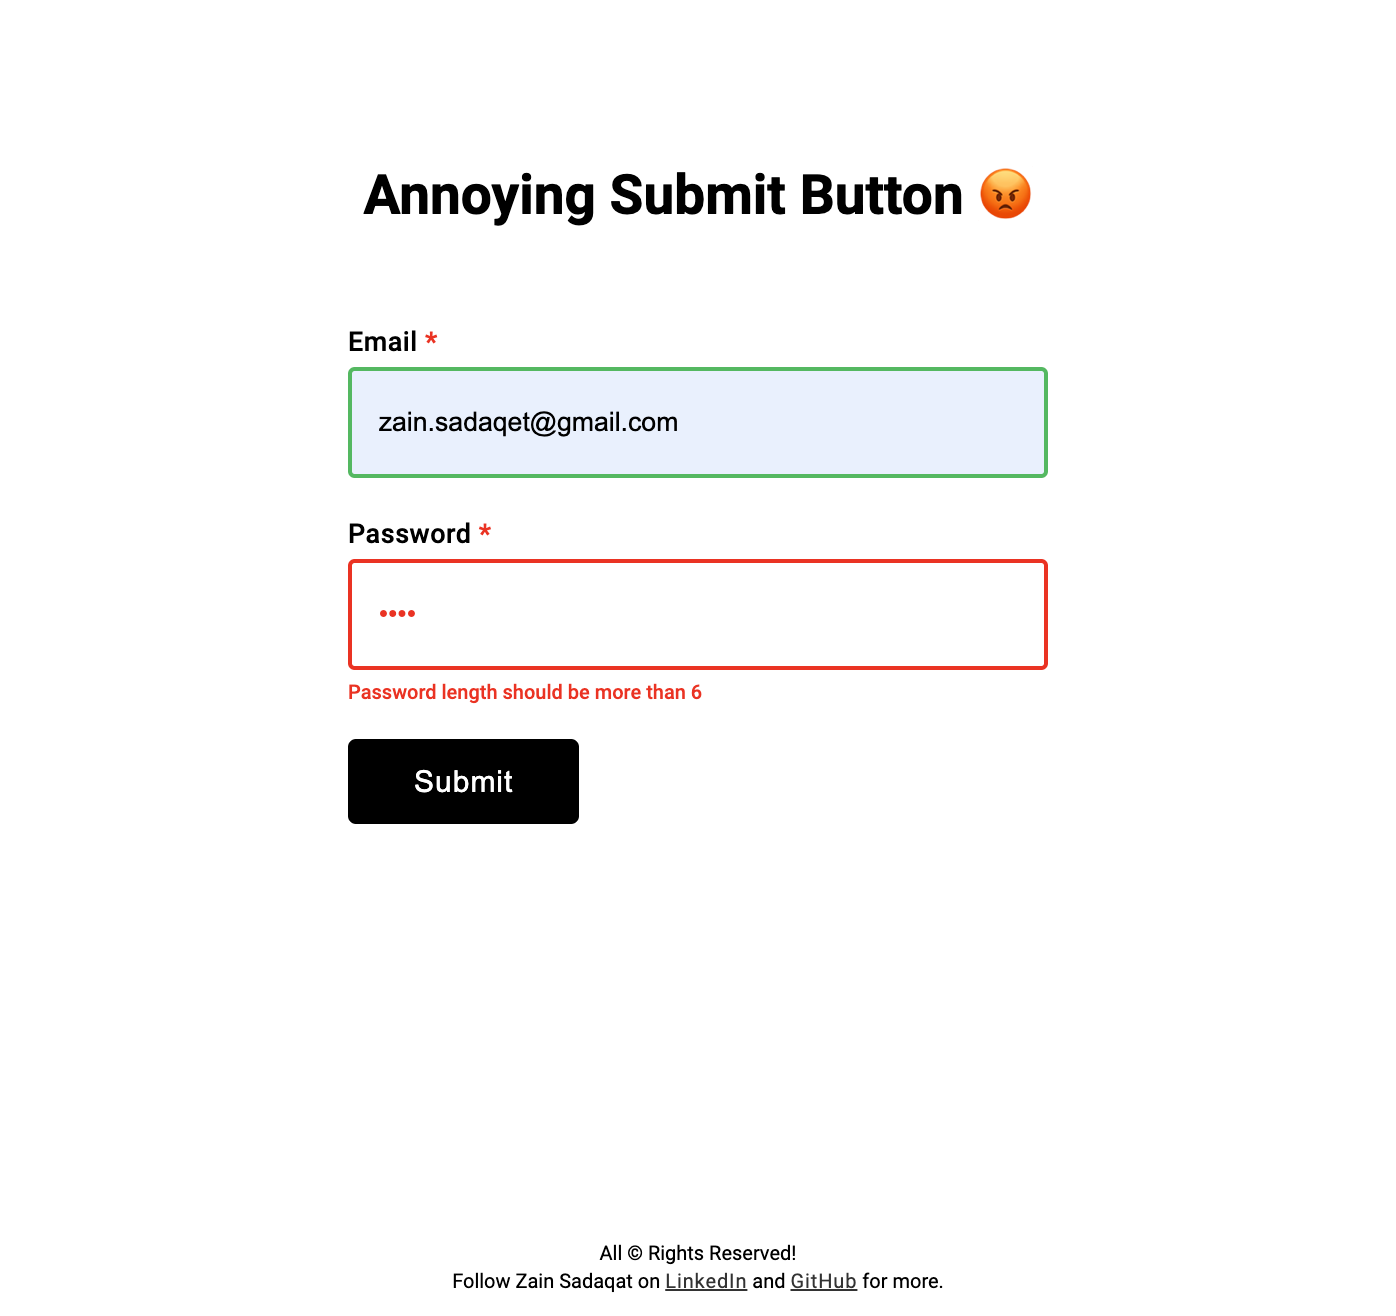 Annoying Submit Button 😡
Email *
zain.sadaqet@gmail.com
Password *
••••
Password length should be more than 6
Submit
All © Rights Reserved!
Follow Zain Sadaqat on LinkedIn and GitHub for more.